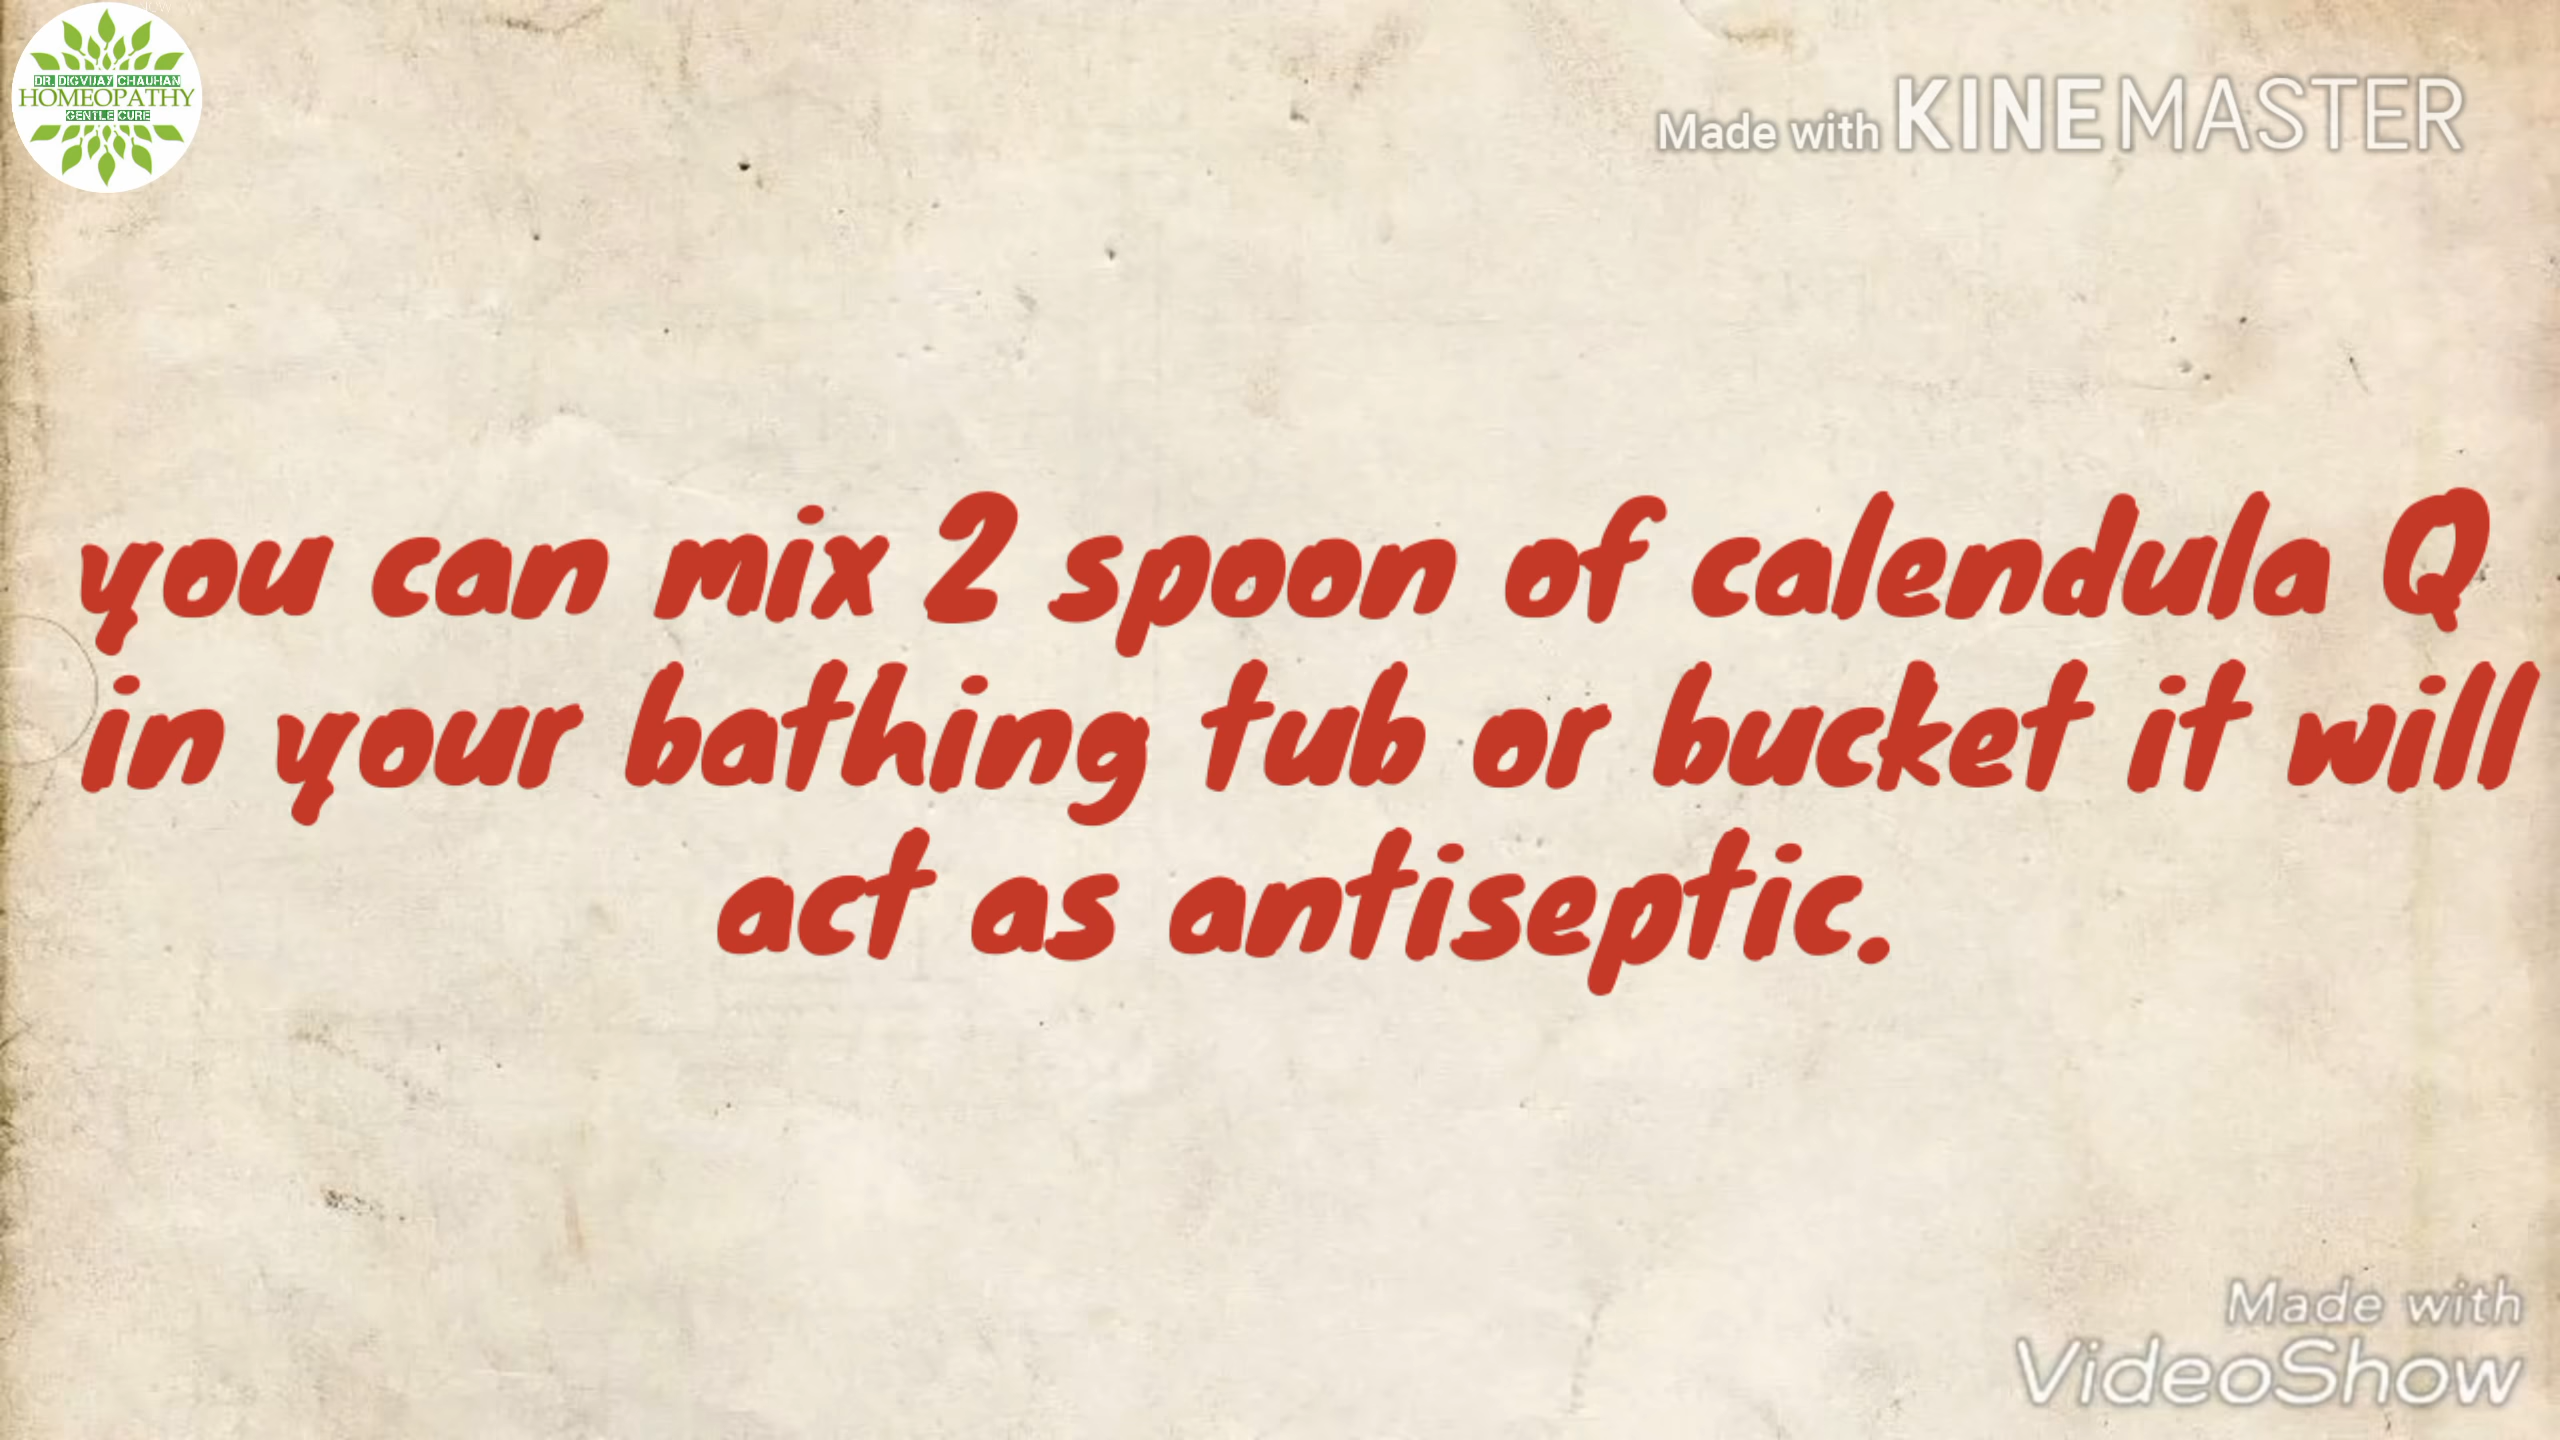 DR. DIGVIJAY CHAUHAN
HOMEOPATHY
GENTLE CURE
Made with KINEMASTER
you can mix 2 spoon of calendula Q
in your bathing tub or bucket it will
act as antiseptic.
Made with
VideoShow